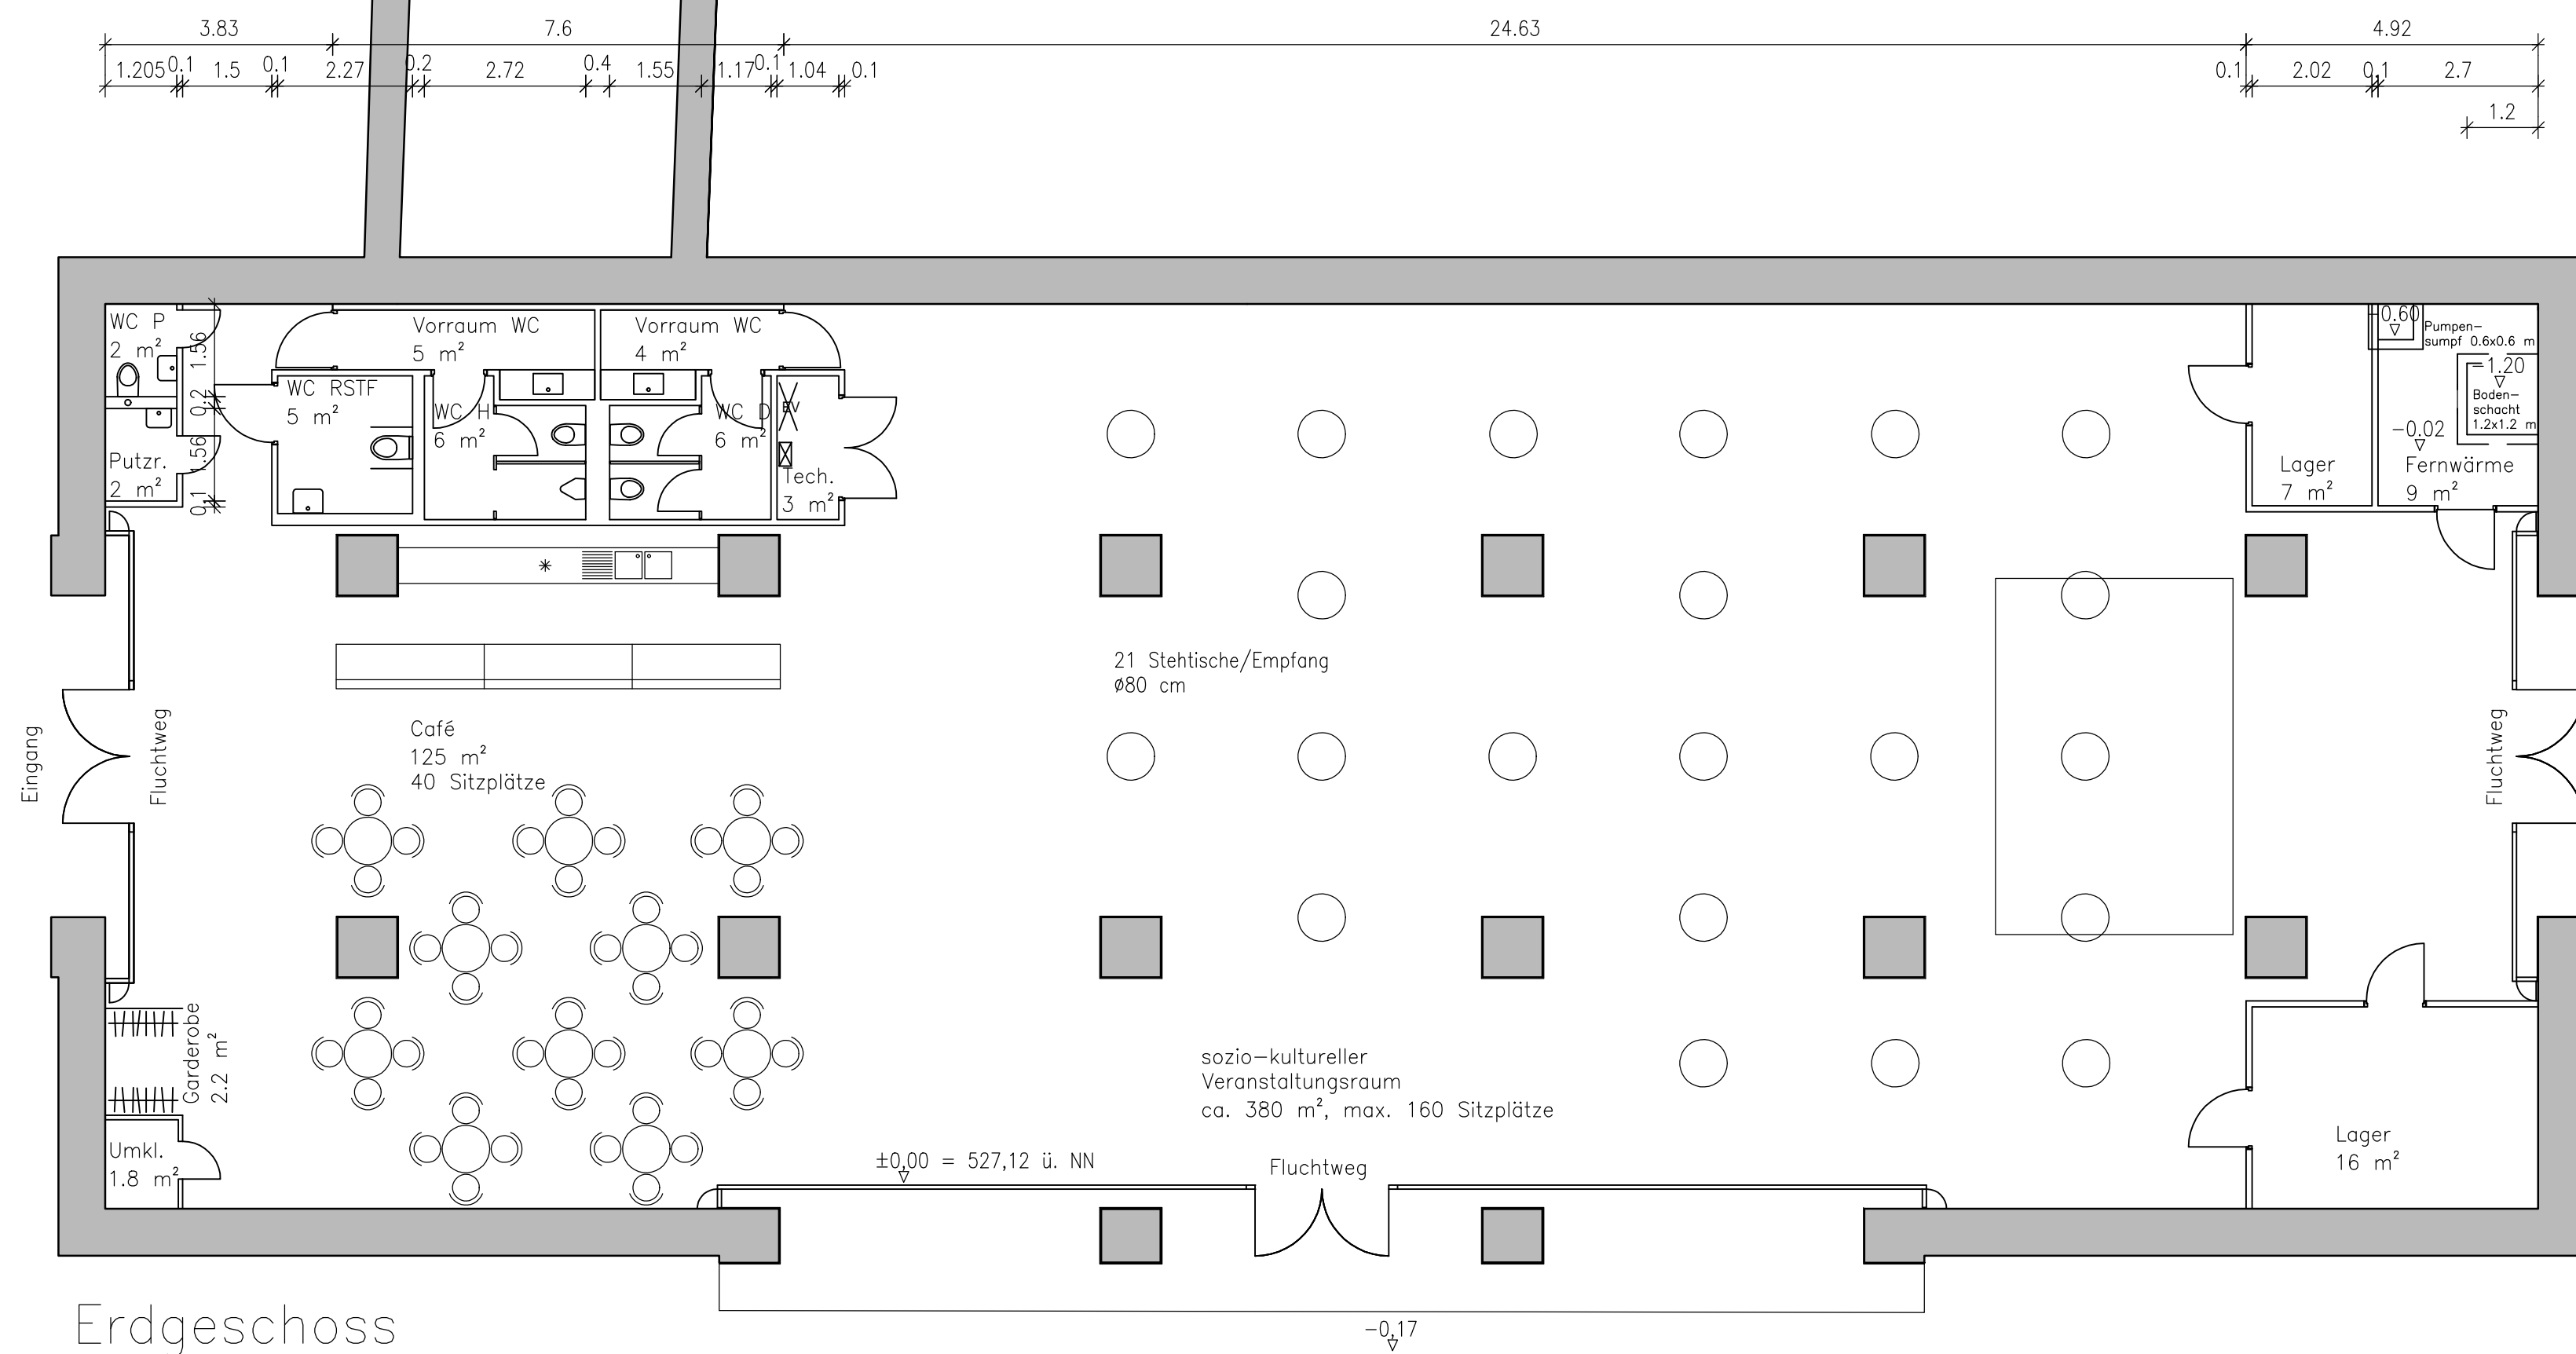 3.83 7.6 24.63 4.92
1.205 0.1 1.5 0.1 2.27 0.2 2.72 0.4 1.55 1.17 0.1 1.04 0.1 0.1 2.02 0.1 2.7
1.2
WC P
2 m²
1.56
0.2
1.56
0.1
Putzr.
2 m²
WC RSTF
5 m²
Vorraum WC
5 m²
Vorraum WC
4 m²
WC H
6 m²
WC D
6 m²
EV
Tech.
3 m²
-0.60
Pumpen-
sumpf 0.6x0.6 m
-1.20
Boden-
schacht
1.2x1.2 m
-0.02
Lager
7 m²
Fernwärme
9 m²
21 Stehtische/Empfang
ø80 cm
Eingang
Fluchtweg
Café
125 m²
40 Sitzplätze
Fluchtweg
Garderobe
2.2 m²
Umkl.
1.8 m²
sozio-kultureller
Veranstaltungsraum
ca. 380 m², max. 160 Sitzplätze
±0,00 = 527,12 ü. NN
Fluchtweg
Lager
16 m²
Erdgeschoss
-0,17